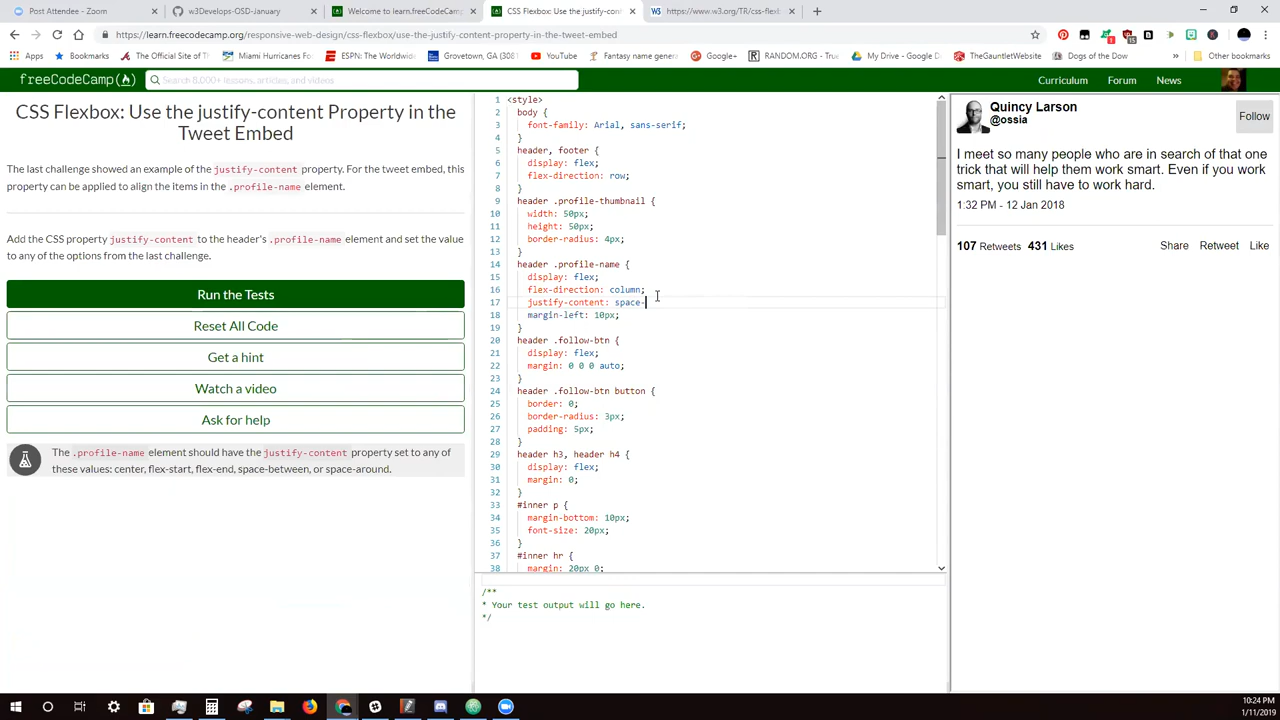 Post Attendee - Zoom
w3Develops-OSD-January
Welcome to learn.freeCodeCamp
CSS Flexbox: Use the justify-cont
https://www.w3.org/TR/css-flexb
https://learn.freecodecamp.org/responsive-web-design/css-flexbox/use-the-justify-content-property-in-the-tweet-embed
Apps
Bookmarks
The Official Site of
Miami Hurricanes Fo
ESPN: The Worldwid
Grovetown, GA (3081
YouTube
Fantasy name gener
Google+
RANDOM.ORG - True
My Drive - Google D
TheGauntletWebsite
Dogs of the Dow
Other bookmarks
freeCodeCamp
Search 8,000+ lessons, articles, and videos
Curriculum
Forum
News
CSS Flexbox: Use the justify-content Property in the
Tweet Embed
The last challenge showed an example of the justify-content property. For the tweet embed,
this property can be applied to align the items in the .profile-name element.
Add the CSS property justify-content to the header's .profile-name element and set the value
to any of the options from the last challenge.
Run the Tests
Reset All Code
Get a hint
Watch a video
Ask for help
The .profile-name element should have the justify-content property set to any of
these values: center, flex-start, flex-end, space-between, or space-around.
1 <style>
2 body {
3 font-family: Arial, sans-serif;
4 }
5 header, footer {
6 display: flex;
7 flex-direction: row;
8 }
9 header .profile-thumbnail {
10 width: 50px;
11 height: 50px;
12 border-radius: 4px;
13 }
14 header .profile-name {
15 display: flex;
16 flex-direction: column;
17 justify-content: space-
18 margin-left: 10px;
19 }
20 header .follow-btn {
21 display: flex;
22 margin: 0 0 0 auto;
23 }
24 header .follow-btn button {
25 border: 0;
26 border-radius: 3px;
27 padding: 5px;
28 }
29 header h3, header h4 {
30 display: flex;
31 margin: 0;
32 }
33 #inner p {
34 margin-bottom: 10px;
35 font-size: 20px;
36 }
37 #inner hr {
38 margin: 20px 0;
/**
* Your test output will go here.
*/
Quincy Larson
@ossia
Follow
I meet so many people who are in search of that one
trick that will help them work smart. Even if you work
smart, you still have to work hard.
1:32 PM - 12 Jan 2018
107 Retweets 431 Likes
Share Retweet Like
10:24 PM
1/11/2019